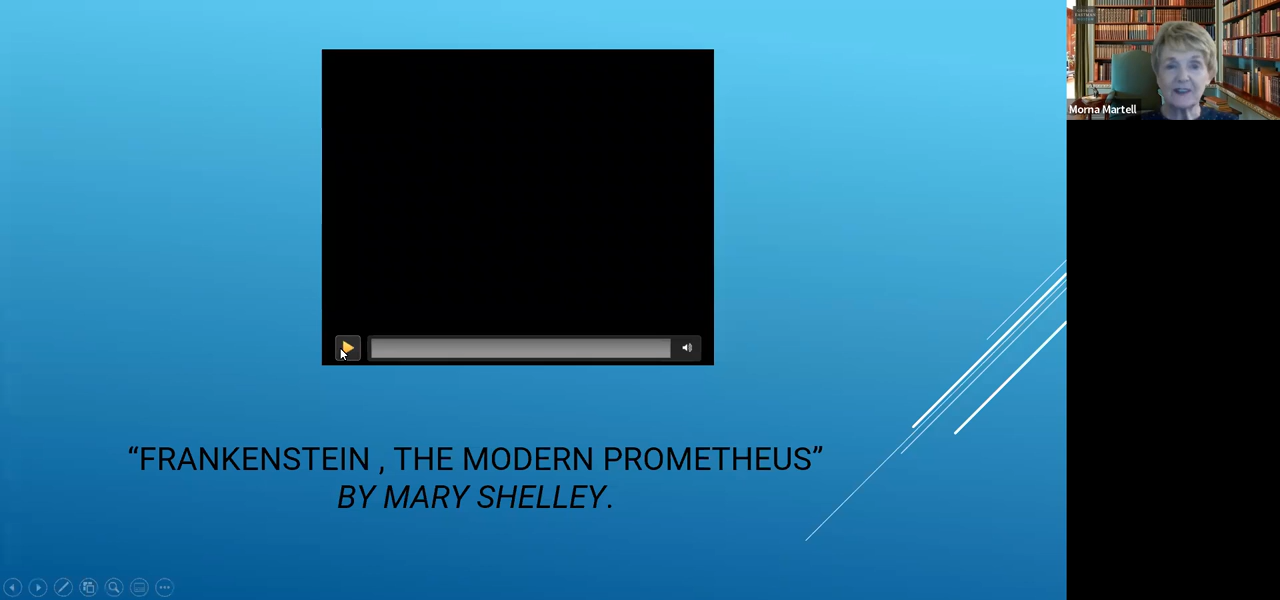 “FRANKENSTEIN , THE MODERN PROMETHEUS”
BY MARY SHELLEY.
Morna Martell